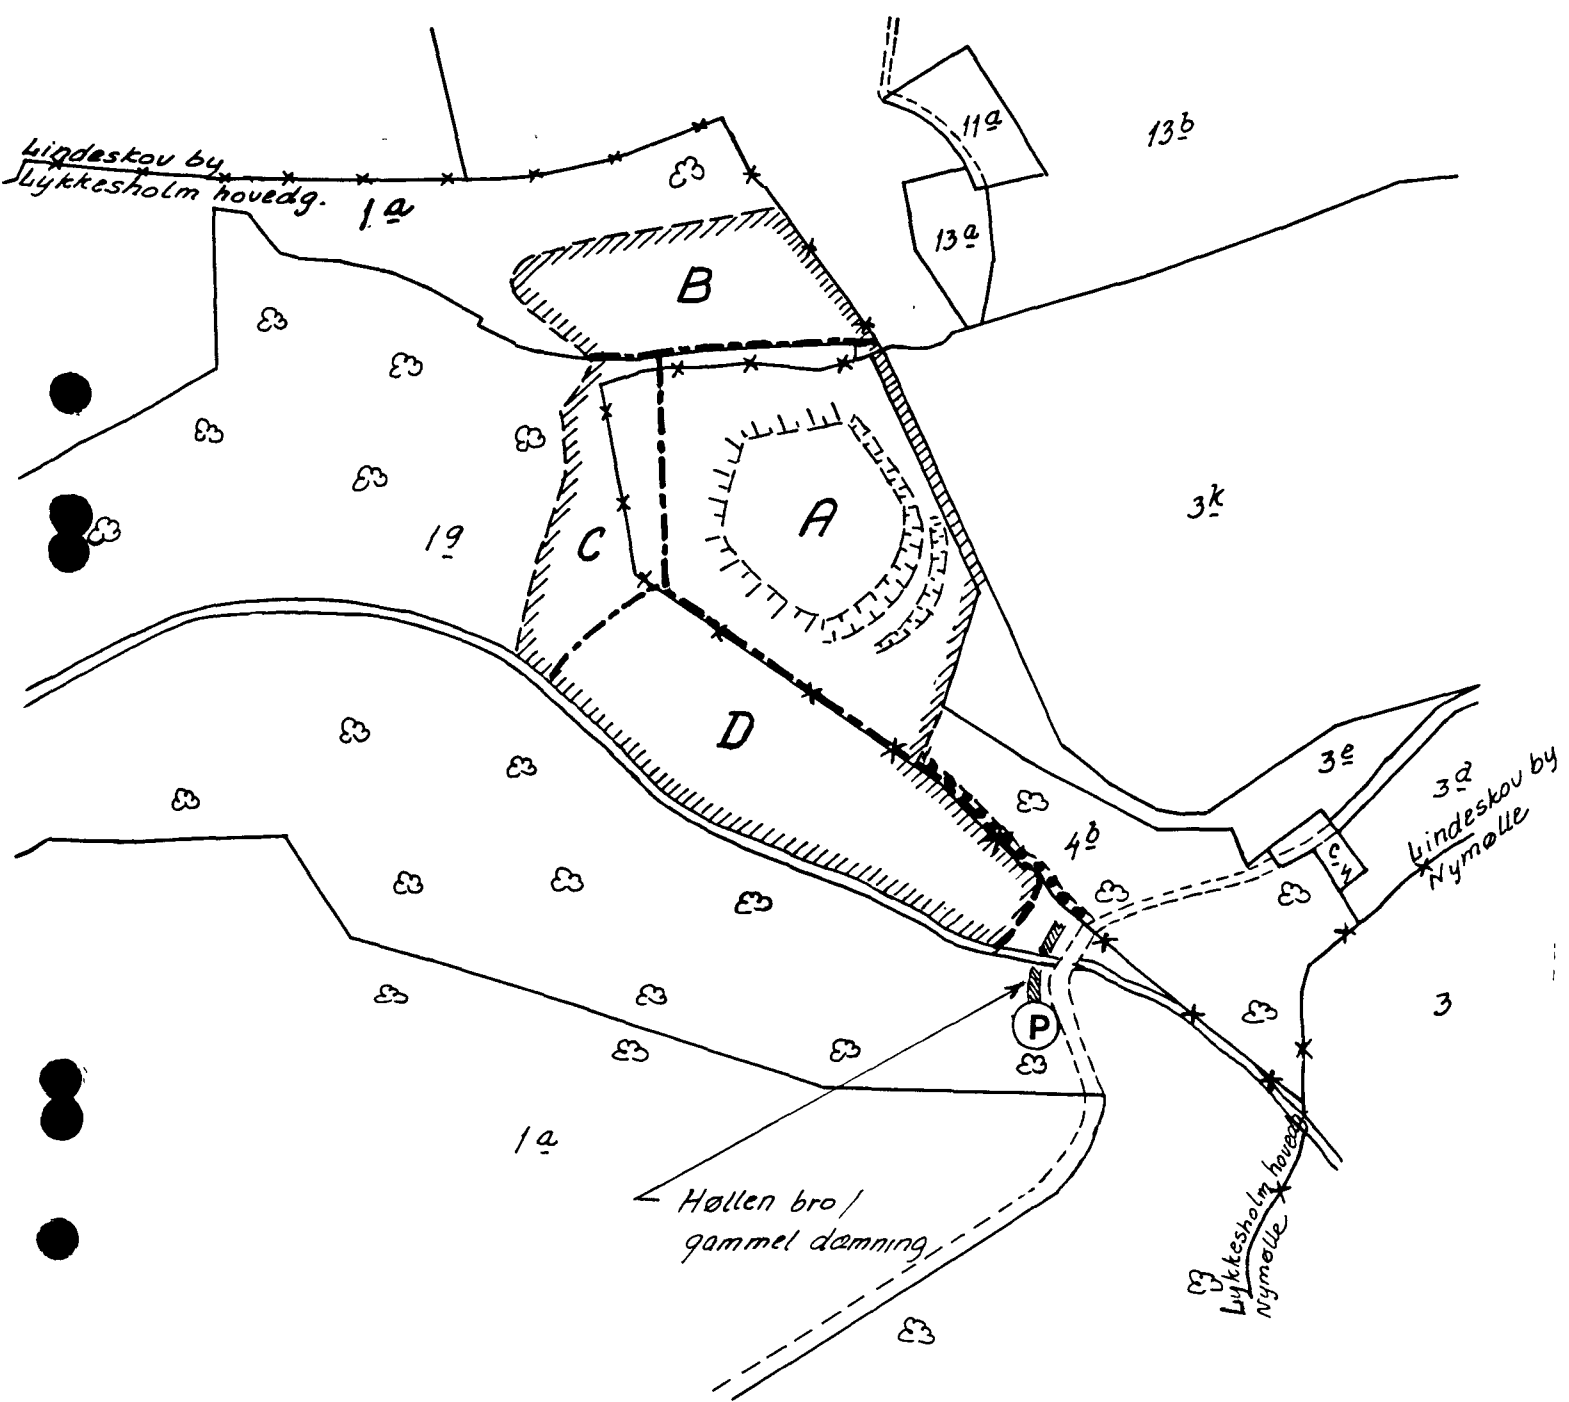 Lindeskov by
Lykkesholm hovedg.
1a
11a
13b
13a
B
A
C
1g
3k
D
3e
3d
Lindeskov by
Nymølle
4b
P
3
1a
Høllen bro/
gammel dæmning
Lykkesholm hovedg.
Nymølle